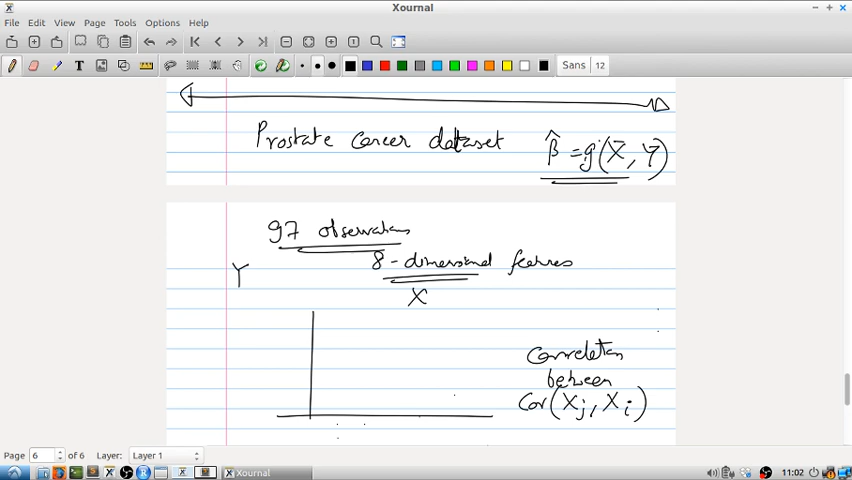 Xournal
File Edit View Page Tools Options Help
Sans 12
Prostate cancer dataset β̂ = g(X, Y)
97 observations
8-dimensional features
Y
X
Correlation
between
Cor(Xj, Xi)
Page 6 of 6 Layer Layer 1
Xournal 11:02